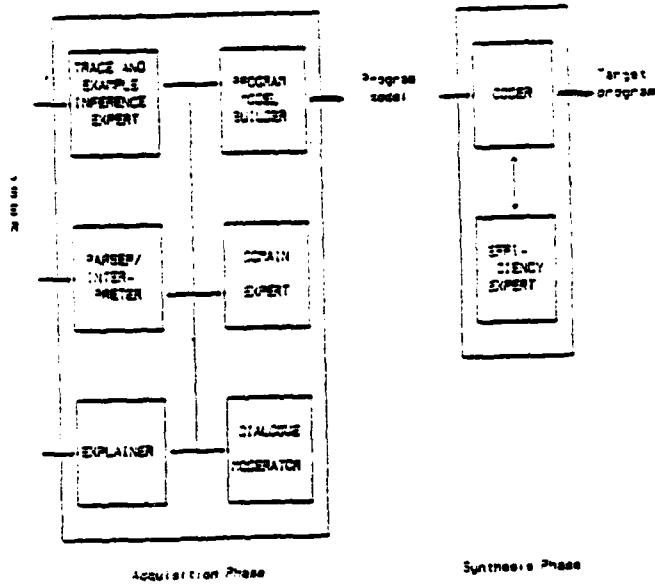 TRACE AND
EXAMPLE
INFERENCE
EXPERT
PROGRAM
MODEL
BUILDER
Program
model
CODER
Target
program
PARSER/
INTER-
PRETER
DOMAIN
EXPERT
EFFI-
CIENCY
EXPERT
EXPLAINER
DIALOGUE
MODERATOR
Acquisition Phase
Synthesis Phase